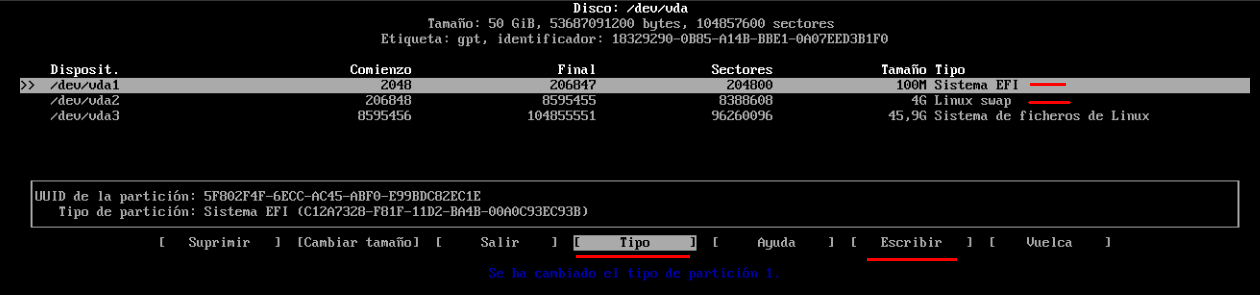 Disco: /dev/vda
Tamaño: 50 GiB, 53687091200 bytes, 104857600 sectores
Etiqueta: gpt, identificador: 18329290-0B85-A14B-BBE1-0A07EED3B1F0
Disposit. Comienzo Final Sectores Tamaño Tipo
>> /dev/vda1 2048 206847 204800 100M Sistema EFI
/dev/vda2 206848 8595455 8388608 4G Linux swap
/dev/vda3 8595456 104855551 96260096 45,9G Sistema de ficheros de Linux
UUID de la partición: 5F802F4F-6ECC-AC45-ABF0-E99BDC82EC1E
Tipo de partición: Sistema EFI (C12A7328-F81F-11D2-BA4B-00A0C93EC93B)
[ Suprimir ] [Cambiar tamaño] [ Salir ] [ Tipo ] [ Ayuda ] [ Escribir ] [ Vuelca ]
Se ha cambiado el tipo de partición 1.